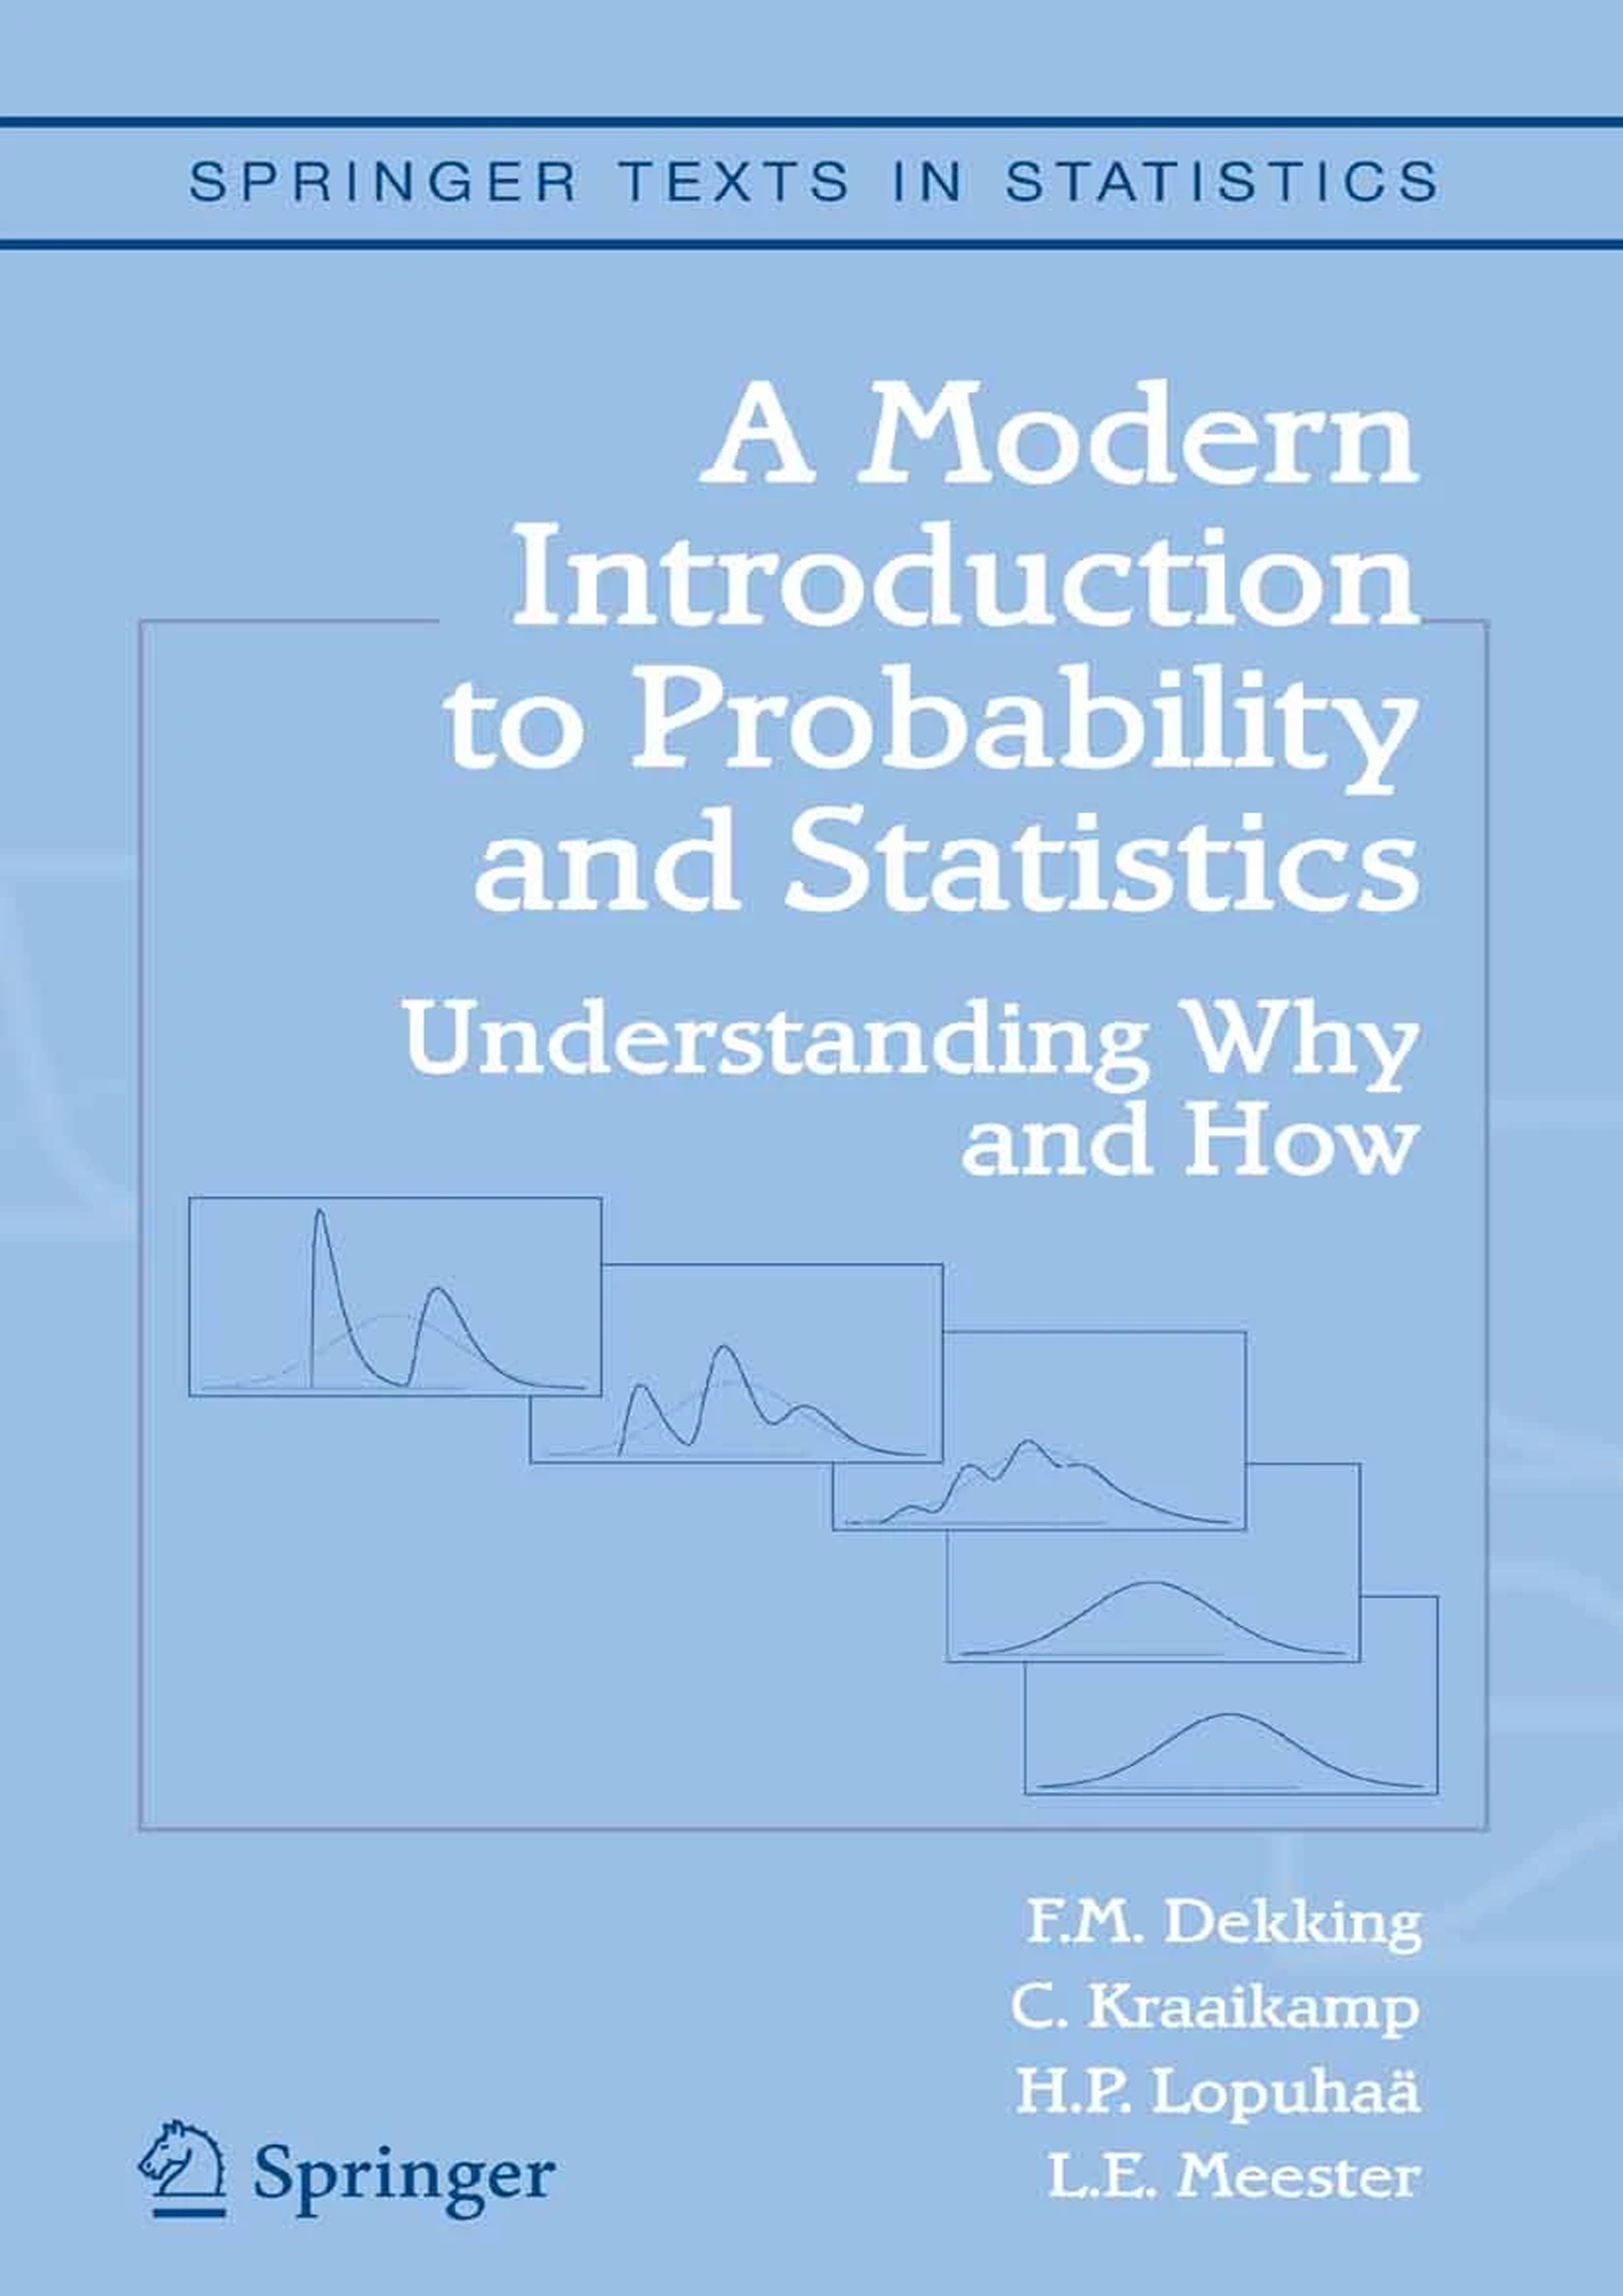 SPRINGER TEXTS IN STATISTICS
A Modern
Introduction
to Probability
and Statistics
Understanding Why
and How
F.M. Dekking
C. Kraaikamp
H.P. Lopuhaä
L.E. Meester
Springer